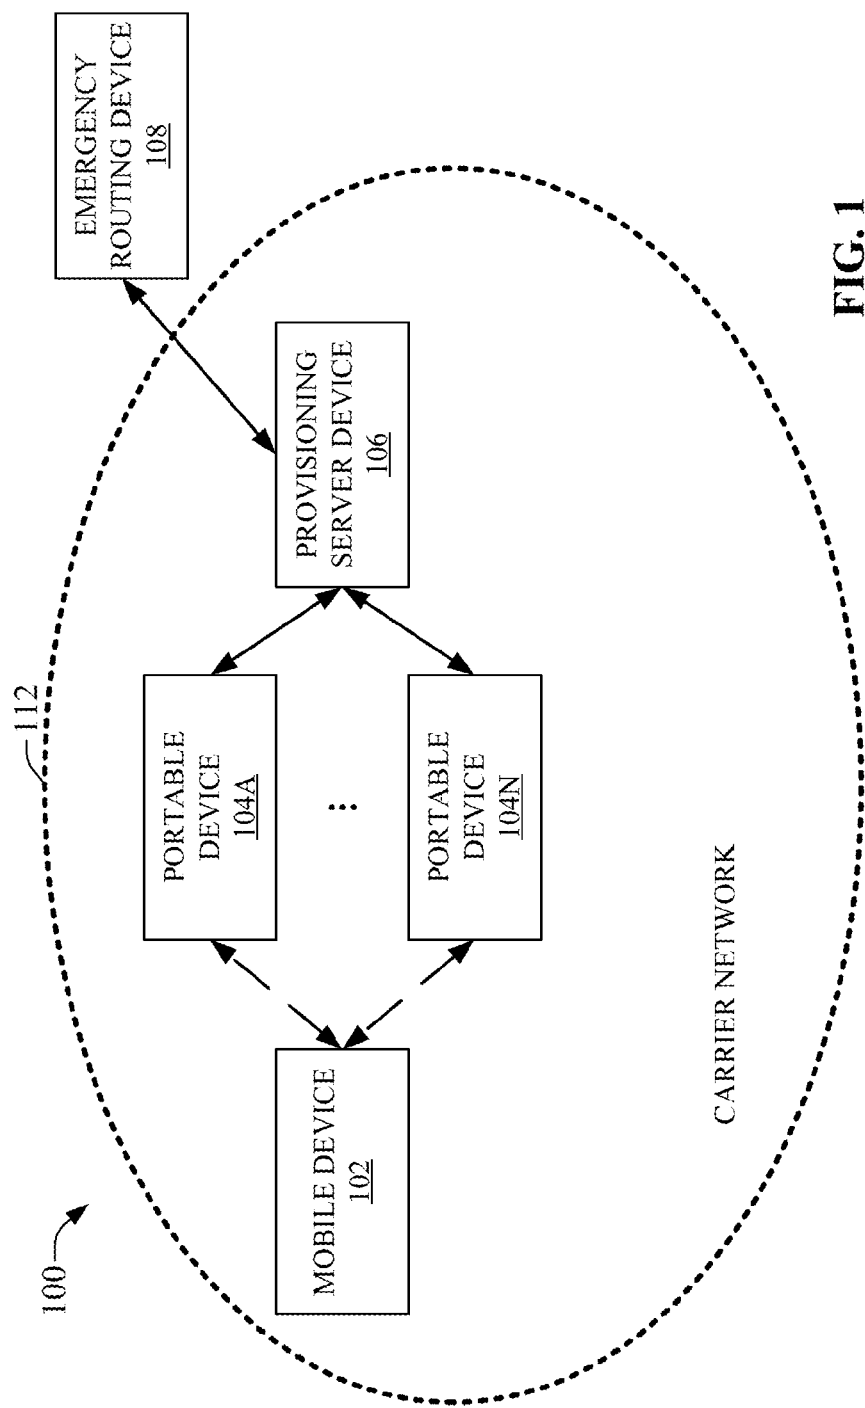 100
112
MOBILE DEVICE
102
PORTABLE
DEVICE
104A
...
PORTABLE
DEVICE
104N
PROVISIONING
SERVER DEVICE
106
EMERGENCY
ROUTING DEVICE
108
CARRIER NETWORK
FIG. 1